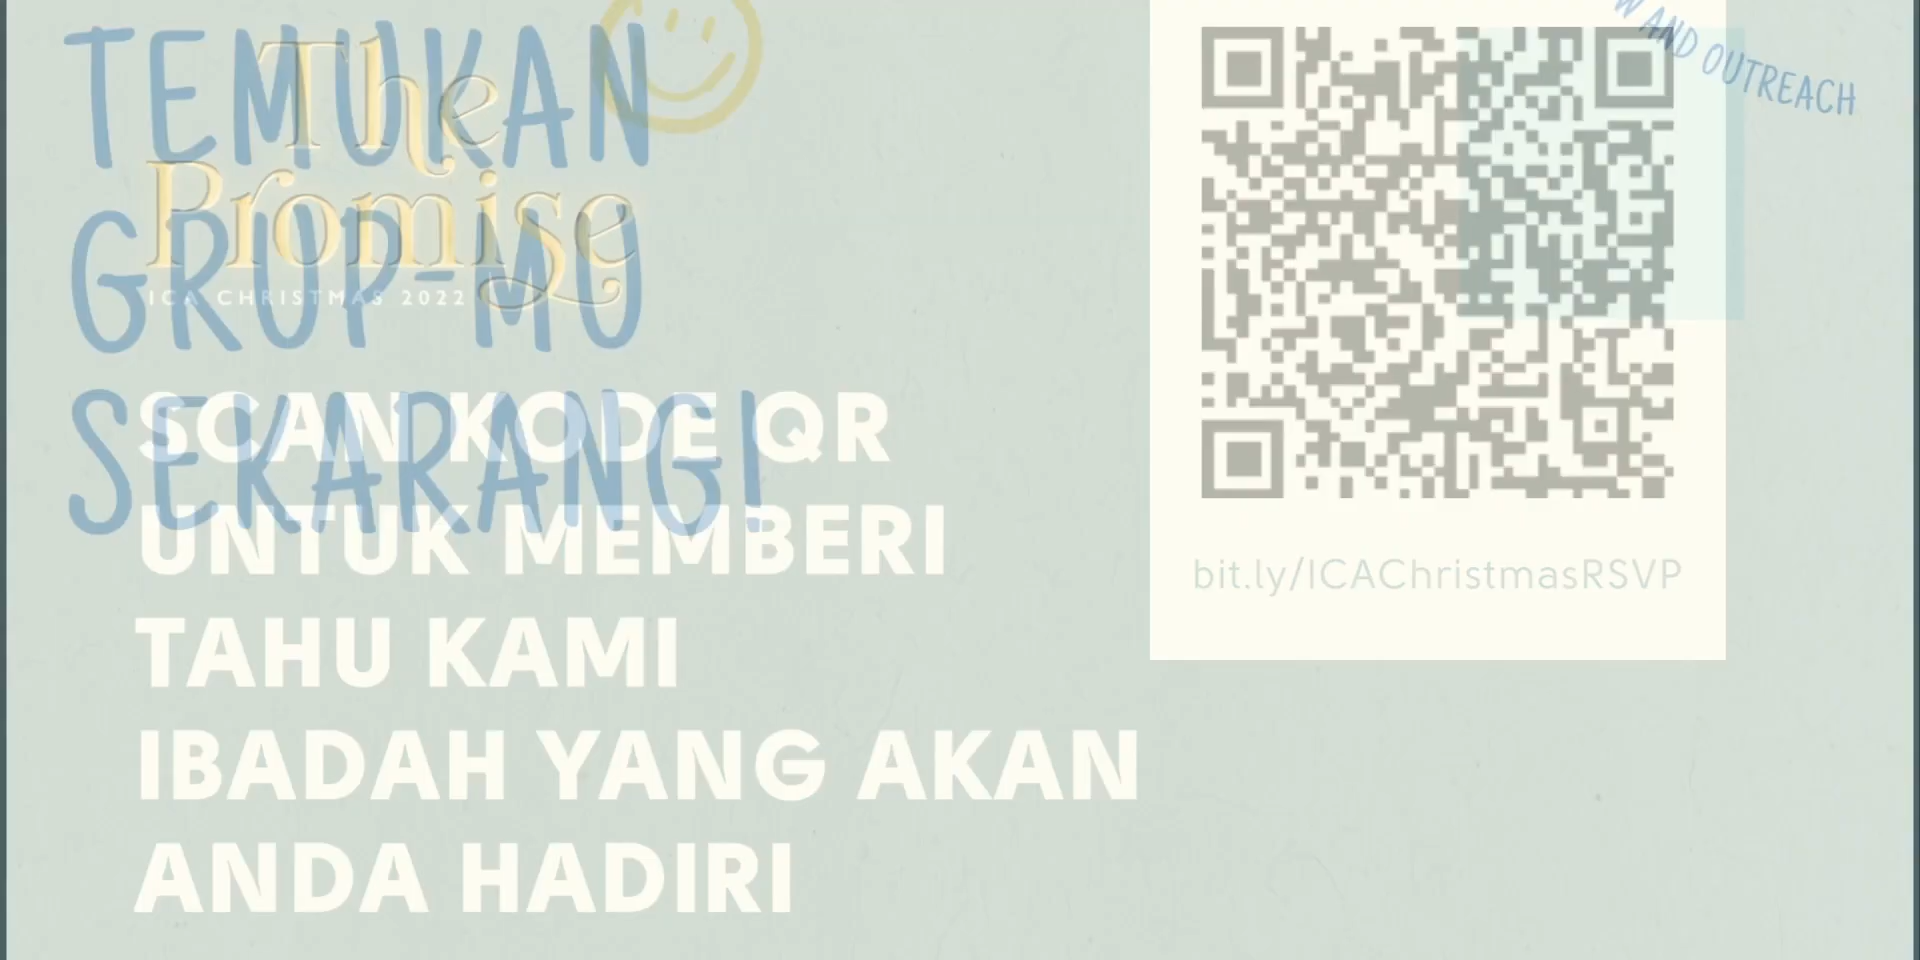 TEMUKAN
GRUP-MU
SEKARANG!
The
Promise
ICA CHRISTMAS 2022
SCAN KODE QR
UNTUK MEMBERI
TAHU KAMI
IBADAH YANG AKAN
ANDA HADIRI
AND OUTREACH
bit.ly/ICAChristmasRSVP